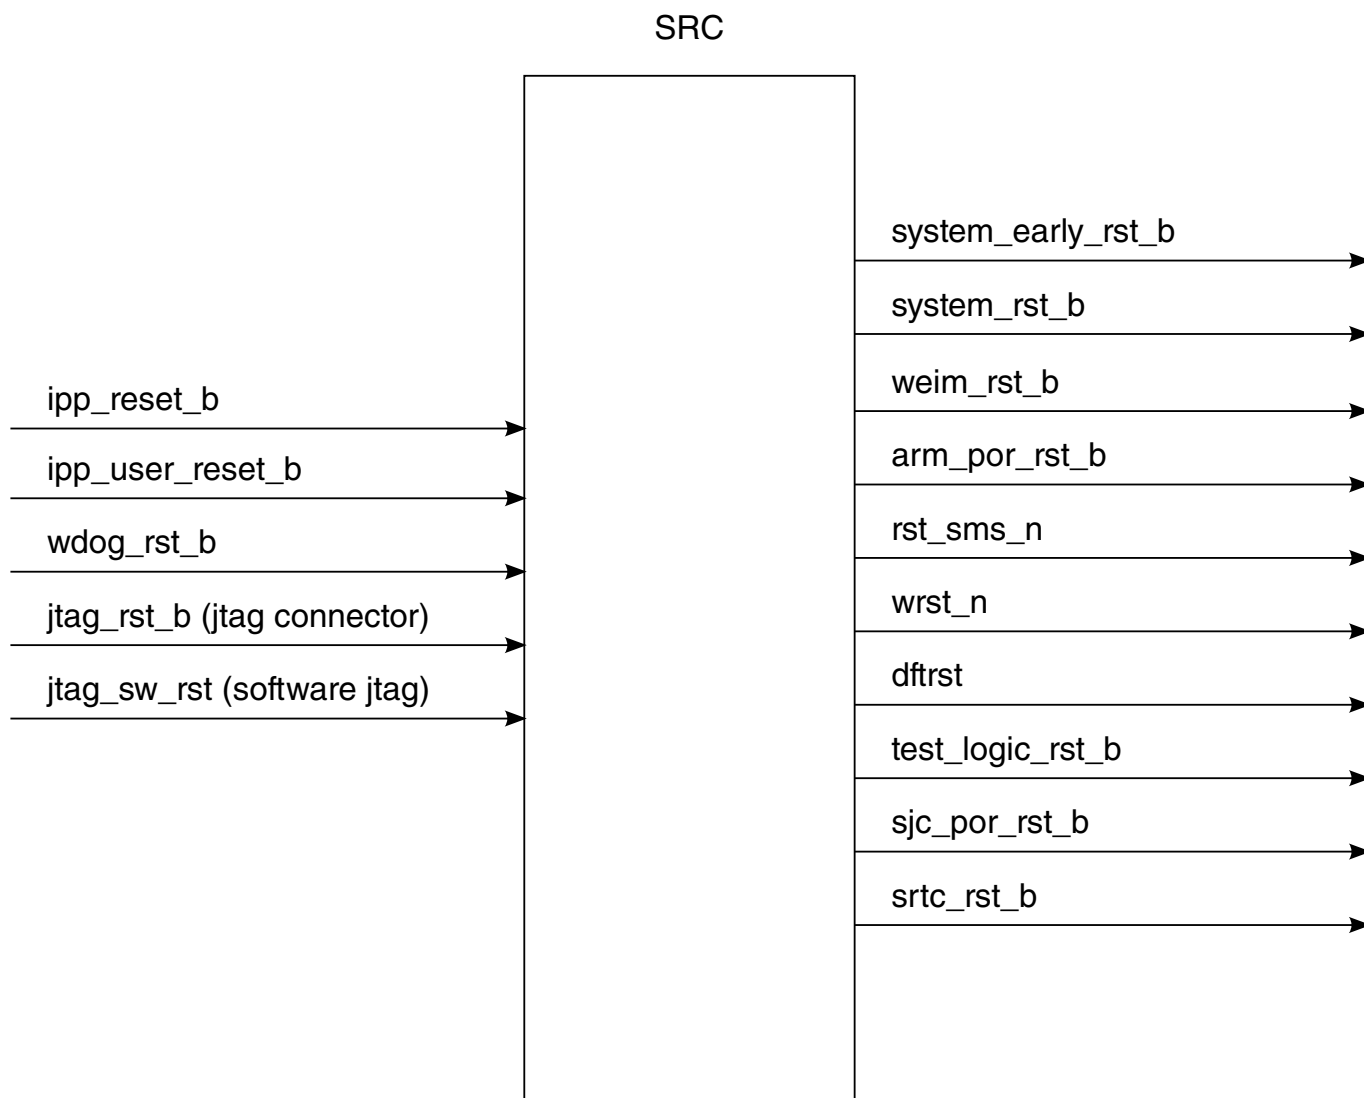 SRC
ipp_reset_b
ipp_user_reset_b
wdog_rst_b
jtag_rst_b (jtag connector)
jtag_sw_rst (software jtag)
system_early_rst_b
system_rst_b
weim_rst_b
arm_por_rst_b
rst_sms_n
wrst_n
dftrst
test_logic_rst_b
sjc_por_rst_b
srtc_rst_b